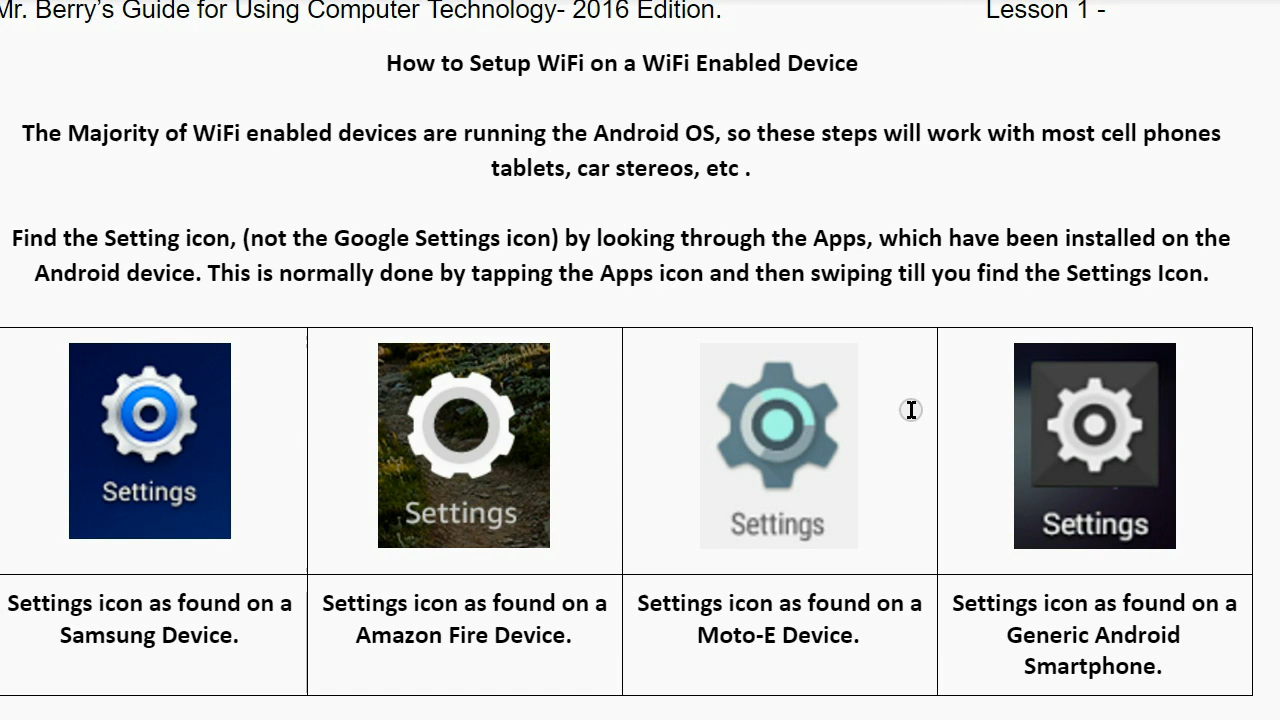 Mr. Berry's Guide for Using Computer Technology- 2016 Edition. Lesson 1 -
How to Setup WiFi on a WiFi Enabled Device
The Majority of WiFi enabled devices are running the Android OS, so these steps will work with most cell phones
tablets, car stereos, etc .
Find the Setting icon, (not the Google Settings icon) by looking through the Apps, which have been installed on the
Android device. This is normally done by tapping the Apps icon and then swiping till you find the Settings Icon.
Settings
Settings
Settings
Settings
Settings icon as found on a
Samsung Device.
Settings icon as found on a
Amazon Fire Device.
Settings icon as found on a
Moto-E Device.
Settings icon as found on a
Generic Android
Smartphone.